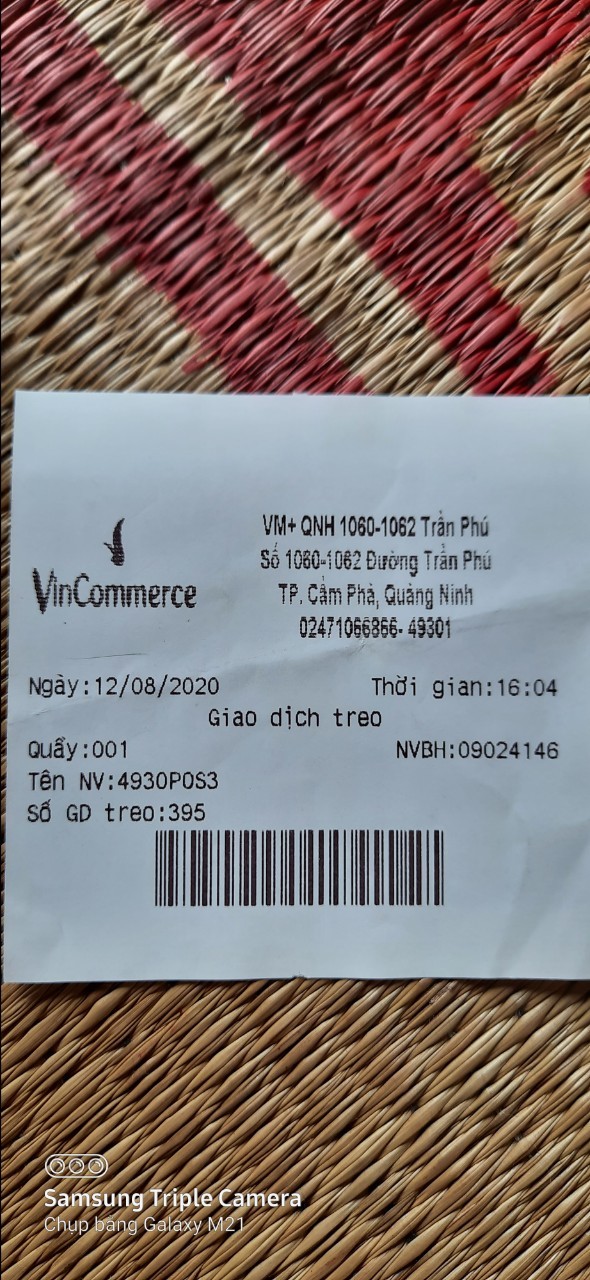 VinCommerce
VM+ QNH 1060-1062 Trần Phú
Số 1060-1062 Đường Trần Phú
TP. Cẩm Phả, Quảng Ninh
02471066866- 49301
Ngày:12/08/2020 Thời gian:16:04
Giao dịch treo
Quầy:001 NVBH:09024146
Tên NV:4930POS3
Số GD treo:395
Samsung Triple Camera
Chụp bằng Galaxy M21